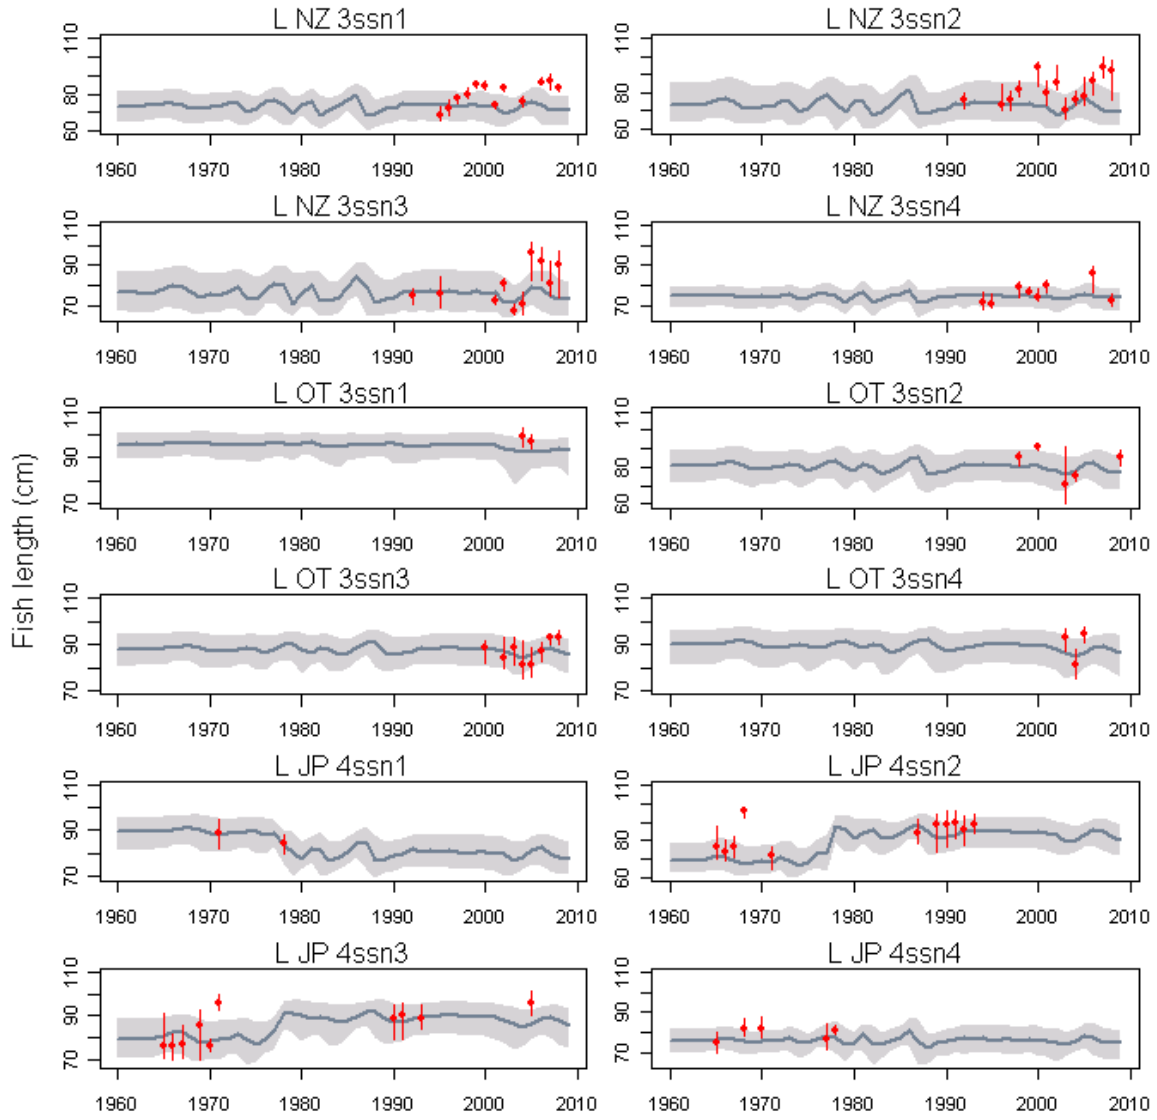 L NZ 3ssn1
L NZ 3ssn2
60 80 110
1960 1970 1980 1990 2000 2010
60 80 110
1960 1970 1980 1990 2000 2010
L NZ 3ssn3
L NZ 3ssn4
70 90 110
1960 1970 1980 1990 2000 2010
70 90 110
1960 1970 1980 1990 2000 2010
L OT 3ssn1
L OT 3ssn2
70 90 110
1960 1970 1980 1990 2000 2010
60 80 110
1960 1970 1980 1990 2000 2010
Fish length (cm)
L OT 3ssn3
L OT 3ssn4
70 90 110
1960 1970 1980 1990 2000 2010
70 90 110
1960 1970 1980 1990 2000 2010
L JP 4ssn1
L JP 4ssn2
70 90 110
1960 1970 1980 1990 2000 2010
60 80 110
1960 1970 1980 1990 2000 2010
L JP 4ssn3
L JP 4ssn4
70 90 110
1960 1970 1980 1990 2000 2010
70 90 110
1960 1970 1980 1990 2000 2010